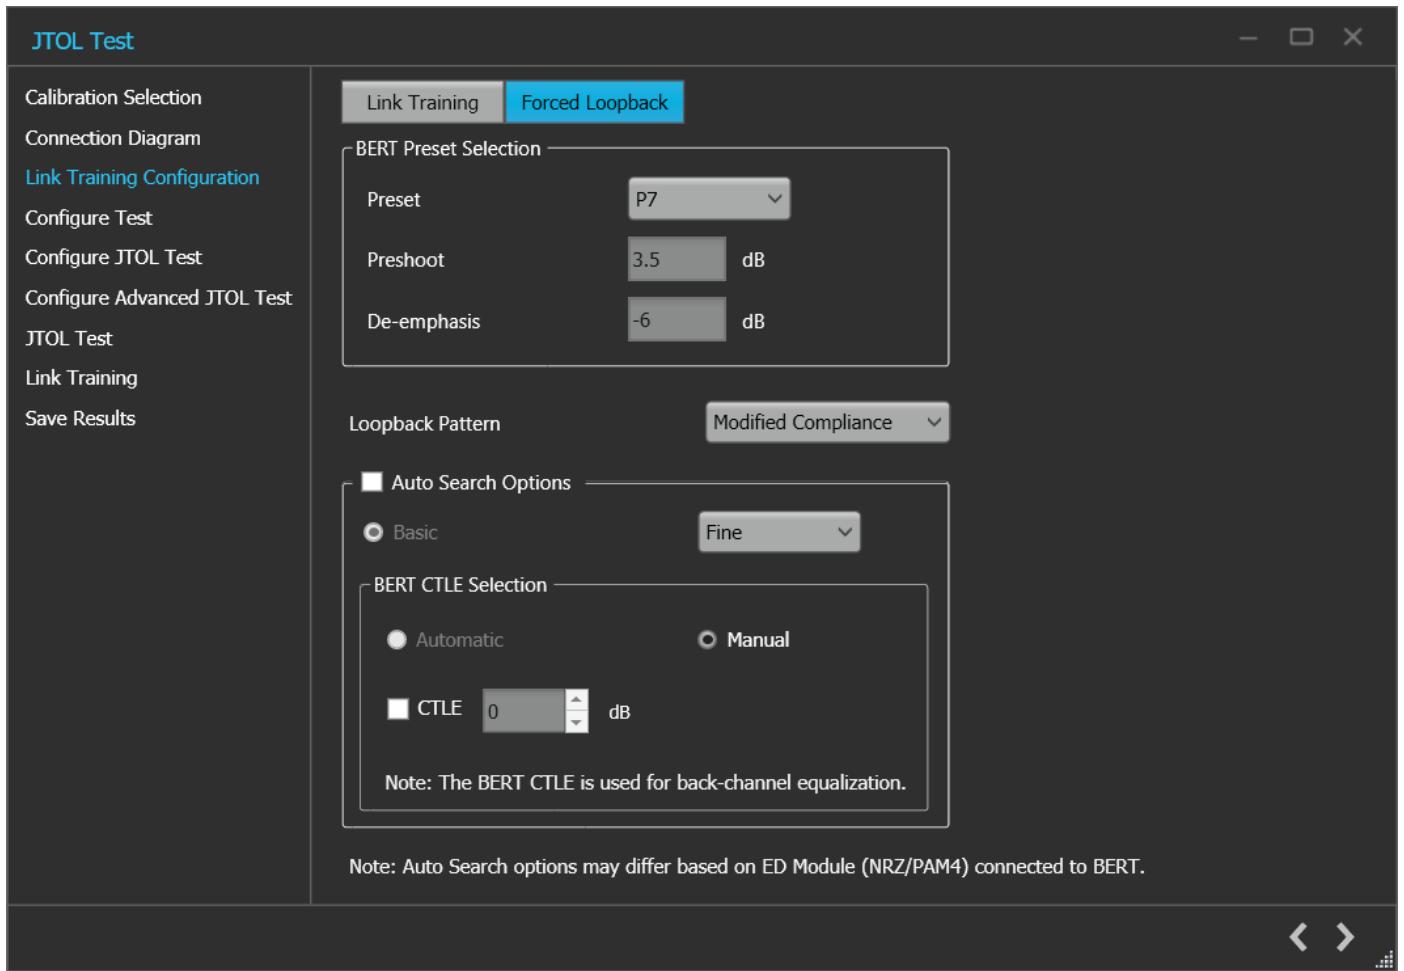 JTOL Test
Calibration Selection
Connection Diagram
Link Training Configuration
Configure Test
Configure JTOL Test
Configure Advanced JTOL Test
JTOL Test
Link Training
Save Results
Link Training Forced Loopback
BERT Preset Selection
Preset P7
Preshoot 3.5 dB
De-emphasis -6 dB
Loopback Pattern Modified Compliance
Auto Search Options
Basic Fine
BERT CTLE Selection
Automatic Manual
CTLE 0 dB
Note: The BERT CTLE is used for back-channel equalization.
Note: Auto Search options may differ based on ED Module (NRZ/PAM4) connected to BERT.